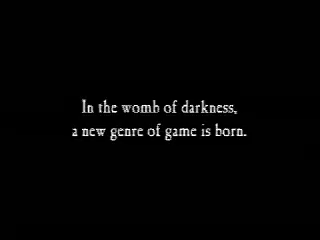 In the womb of darkness,
a new genre of game is born.